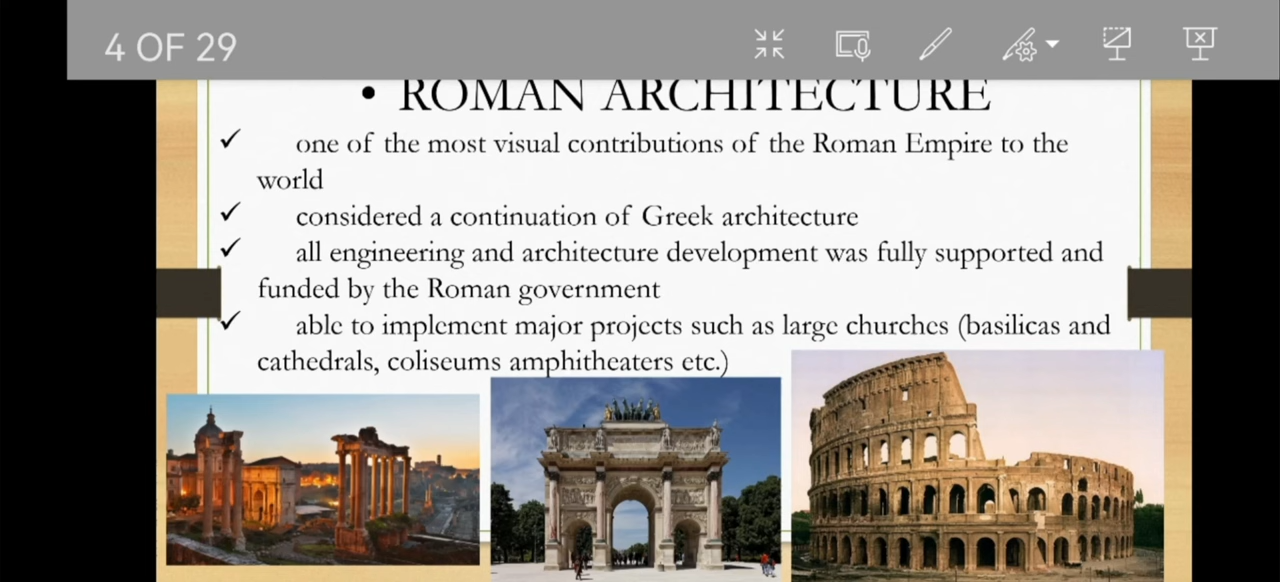 4 OF 29
• ROMAN ARCHITECTURE
✓ one of the most visual contributions of the Roman Empire to the
world
✓ considered a continuation of Greek architecture
✓ all engineering and architecture development was fully supported and
funded by the Roman government
✓ able to implement major projects such as large churches (basilicas and
cathedrals, coliseums amphitheaters etc.)